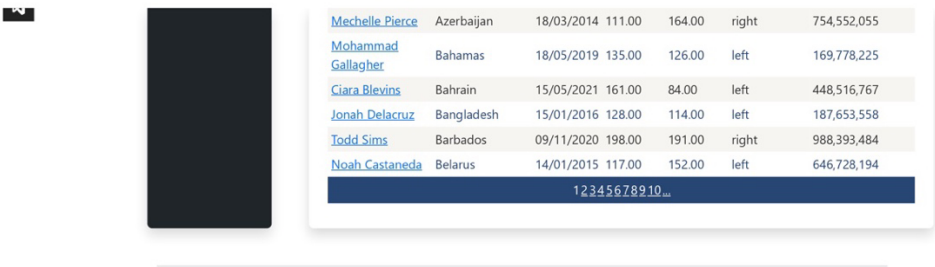 Mechelle Pierce Azerbaijan 18/03/2014 111.00 164.00 right 754,552,055
Mohammad
Gallagher Bahamas 18/05/2019 135.00 126.00 left 169,778,225
Ciara Blevins Bahrain 15/05/2021 161.00 84.00 left 448,516,767
Jonah Delacruz Bangladesh 15/01/2016 128.00 114.00 left 187,653,558
Todd Sims Barbados 09/11/2020 198.00 191.00 right 988,393,484
Noah Castaneda Belarus 14/01/2015 117.00 152.00 left 646,728,194
12345678910...